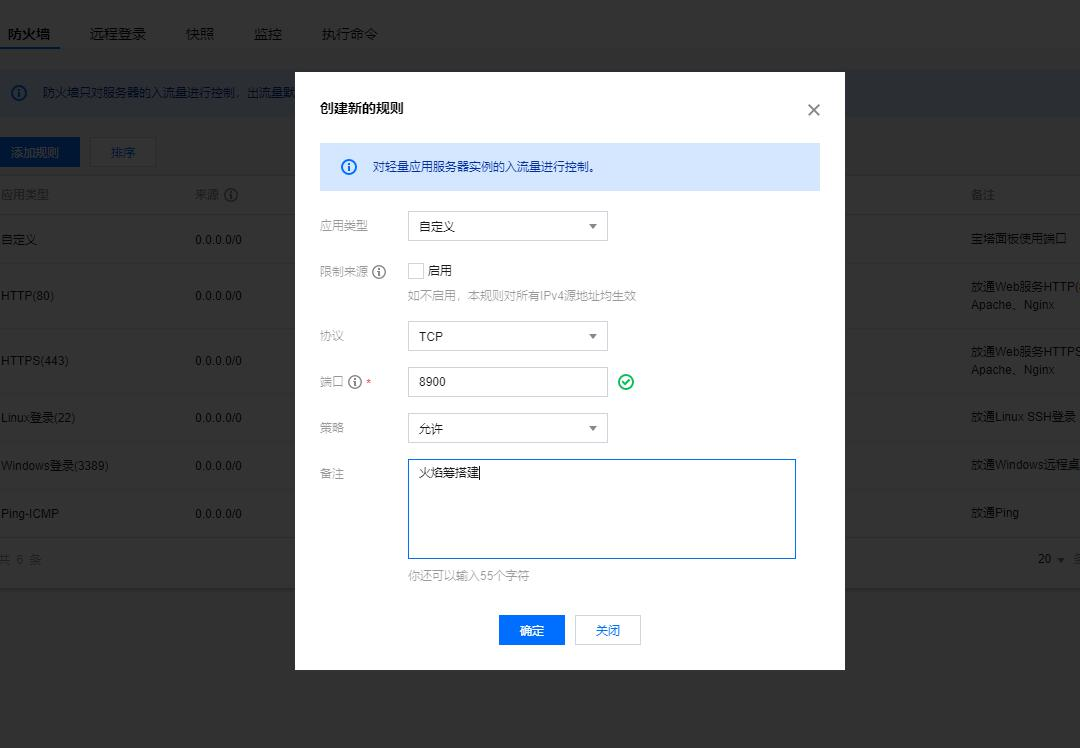 防火墙 远程登录 快照 监控 执行命令
防火墙只对服务器的入流量进行控制，出流量默
添加规则 排序
应用类型 来源 备注
自定义 0.0.0.0/0 宝塔面板使用端口
HTTP(80) 0.0.0.0/0 放通Web服务HTTP(
Apache、Nginx
HTTPS(443) 0.0.0.0/0 放通Web服务HTTPS
Apache、Nginx
Linux登录(22) 0.0.0.0/0 放通Linux SSH登录
Windows登录(3389) 0.0.0.0/0 放通Windows远程桌
Ping-ICMP 0.0.0.0/0 放通Ping
共 6 条 20
创建新的规则
对轻量应用服务器实例的入流量进行控制。
应用类型 自定义
限制来源 启用
如不启用，本规则对所有IPv4源地址均生效
协议 TCP
端口 * 8900
策略 允许
备注 火焰筹搭建
你还可以输入55个字符
确定 关闭